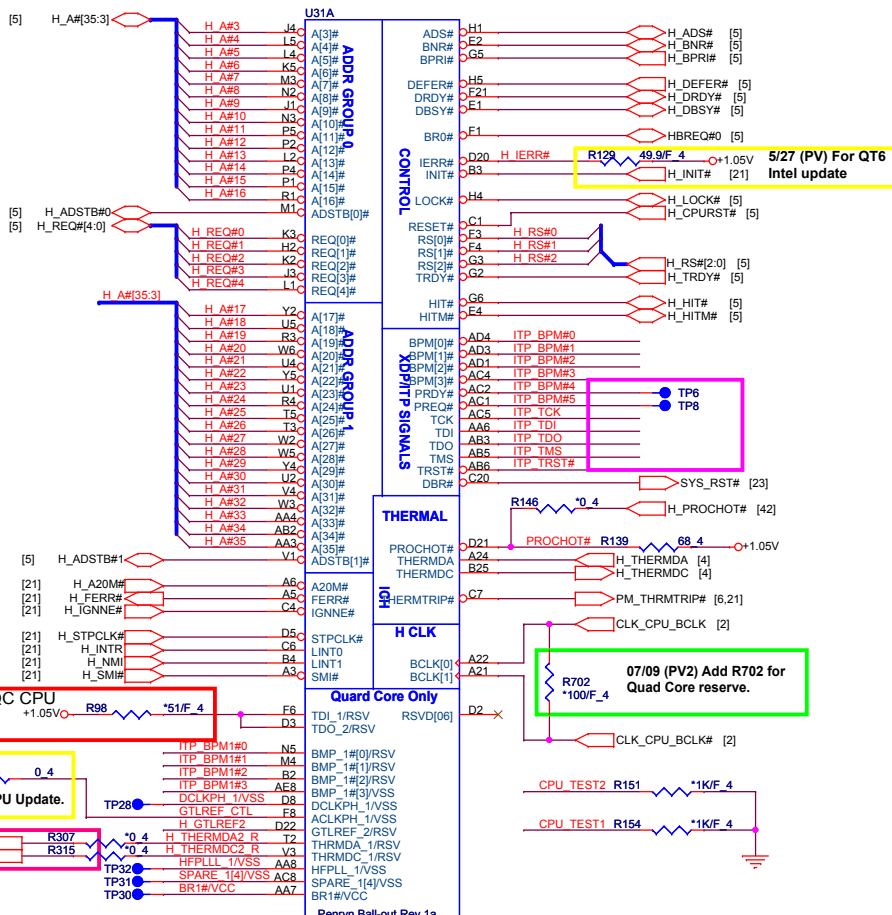 U31A
[5] H_A#[35:3]
H_A#3 J4 A[3]#
H_A#4 L5 A[4]#
H_A#5 L4 A[5]#
H_A#6 K5 A[6]#
H_A#7 M3 A[7]#
H_A#8 N2 A[8]#
H_A#9 J1 A[9]#
H_A#10 N3 A[10]#
H_A#11 P5 A[11]#
H_A#12 P2 A[12]#
H_A#13 L2 A[13]#
H_A#14 P4 A[14]#
H_A#15 P1 A[15]#
H_A#16 R1 A[16]#
[5] H_ADSTB#0 M1 ADSTB[0]#
[5] H_REQ#[4:0]
H_REQ#0 K3 REQ[0]#
H_REQ#1 H2 REQ[1]#
H_REQ#2 K2 REQ[2]#
H_REQ#3 J3 REQ[3]#
H_REQ#4 L1 REQ[4]#
ADDR GROUP 0
H_A#[35:3]
H_A#17 Y2 A[17]#
H_A#18 U5 A[18]#
H_A#19 R3 A[19]#
H_A#20 W6 A[20]#
H_A#21 U4 A[21]#
H_A#22 Y5 A[22]#
H_A#23 U1 A[23]#
H_A#24 R4 A[24]#
H_A#25 T5 A[25]#
H_A#26 T3 A[26]#
H_A#27 W2 A[27]#
H_A#28 W5 A[28]#
H_A#29 Y4 A[29]#
H_A#30 U2 A[30]#
H_A#31 V4 A[31]#
H_A#32 W3 A[32]#
H_A#33 AA4 A[33]#
H_A#34 AB2 A[34]#
H_A#35 AA3 A[35]#
[5] H_ADSTB#1 V1 ADSTB[1]#
ADDR GROUP 1
[21] H_A20M# A6 A20M#
[21] H_FERR# A5 FERR#
[21] H_IGNNE# C4 IGNNE#
[21] H_STPCLK# D5 STPCLK#
[21] H_INTR C6 LINT0
[21] H_NMI B4 LINT1
[21] H_SMI# A3 SMI#
ICH
CONTROL
ADS# H1 H_ADS# [5]
BNR# E2 H_BNR# [5]
BPRI# G5 H_BPRI# [5]
DEFER# H5 H_DEFER# [5]
DRDY# F21 H_DRDY# [5]
DBSY# E1 H_DBSY# [5]
BR0# F1 HBREQ#0 [5]
IERR# D20 H_IERR# R129 49.9/F_4 +1.05V
INIT# B3 H_INIT# [21]
5/27 (PV) For QT6
Intel update
LOCK# H4 H_LOCK# [5]
RESET# C1 H_CPURST# [5]
RS[0]# F3 H_RS#0
RS[1]# F4 H_RS#1
RS[2]# G3 H_RS#2 H_RS#[2:0] [5]
TRDY# G2 H_TRDY# [5]
HIT# G6 H_HIT# [5]
HITM# E4 H_HITM# [5]
XDP/ITP SIGNALS
BPM[0]# AD4 ITP_BPM#0
BPM[1]# AD3 ITP_BPM#1
BPM[2]# AD1 ITP_BPM#2
BPM[3]# AC4 ITP_BPM#3
PRDY# AC2 ITP_BPM#4 TP6
PREQ# AC1 ITP_BPM#5 TP8
TCK AC5 ITP_TCK
TDI AA6 ITP_TDI
TDO AB3 ITP_TDO
TMS AB5 ITP_TMS
TRST# AB6 ITP_TRST#
DBR# C20 SYS_RST# [23]
THERMAL
R146 *0_4 H_PROCHOT# [42]
PROCHOT# D21 PROCHOT# R139 68_4 +1.05V
THERMDA A24 H_THERMDA [4]
THERMDC B25 H_THERMDC [4]
THERMTRIP# C7 PM_THRMTRIP# [6,21]
H CLK
CLK_CPU_BCLK [2]
BCLK[0] A22
BCLK[1] A21
R702
*100/F_4
07/09 (PV2) Add R702 for
Quad Core reserve.
CLK_CPU_BCLK# [2]
Quard Core Only
RSVD[06] D2
QC CPU
+1.05V R98 *51/F_4
F6 TDI_1/RSV
D3 TDO_2/RSV
0_4
PU Update.
ITP_BPM1#0 N5 BMP_1#[0]/RSV
ITP_BPM1#1 M4 BMP_1#[1]/RSV
ITP_BPM1#2 B2 BMP_1#[2]/RSV
ITP_BPM1#3 AE8 BMP_1#[3]/VSS
TP28 DCLKPH_1/VSS D8 DCLKPH_1/VSS
GTLREF_CTL F8 ACLKPH_1/VSS
H_GTLREF2 D22 GTLREF_2/RSV
R307 *0_4 H_THERMDA2_R T2 THRMDA_1/RSV
R315 *0_4 H_THERMDC2_R V3 THRMDC_1/RSV
TP32 HFPLLL_1/VSS AA8 HFPLL_1/VSS
TP31 SPARE_1[4]/VSS AC8 SPARE_1[4]/VSS
TP30 BR1#/VCC AA7 BR1#/VCC
CPU_TEST2 R151 *1K/F_4
CPU_TEST1 R154 *1K/F_4
Penryn Ball-out Rev 1a